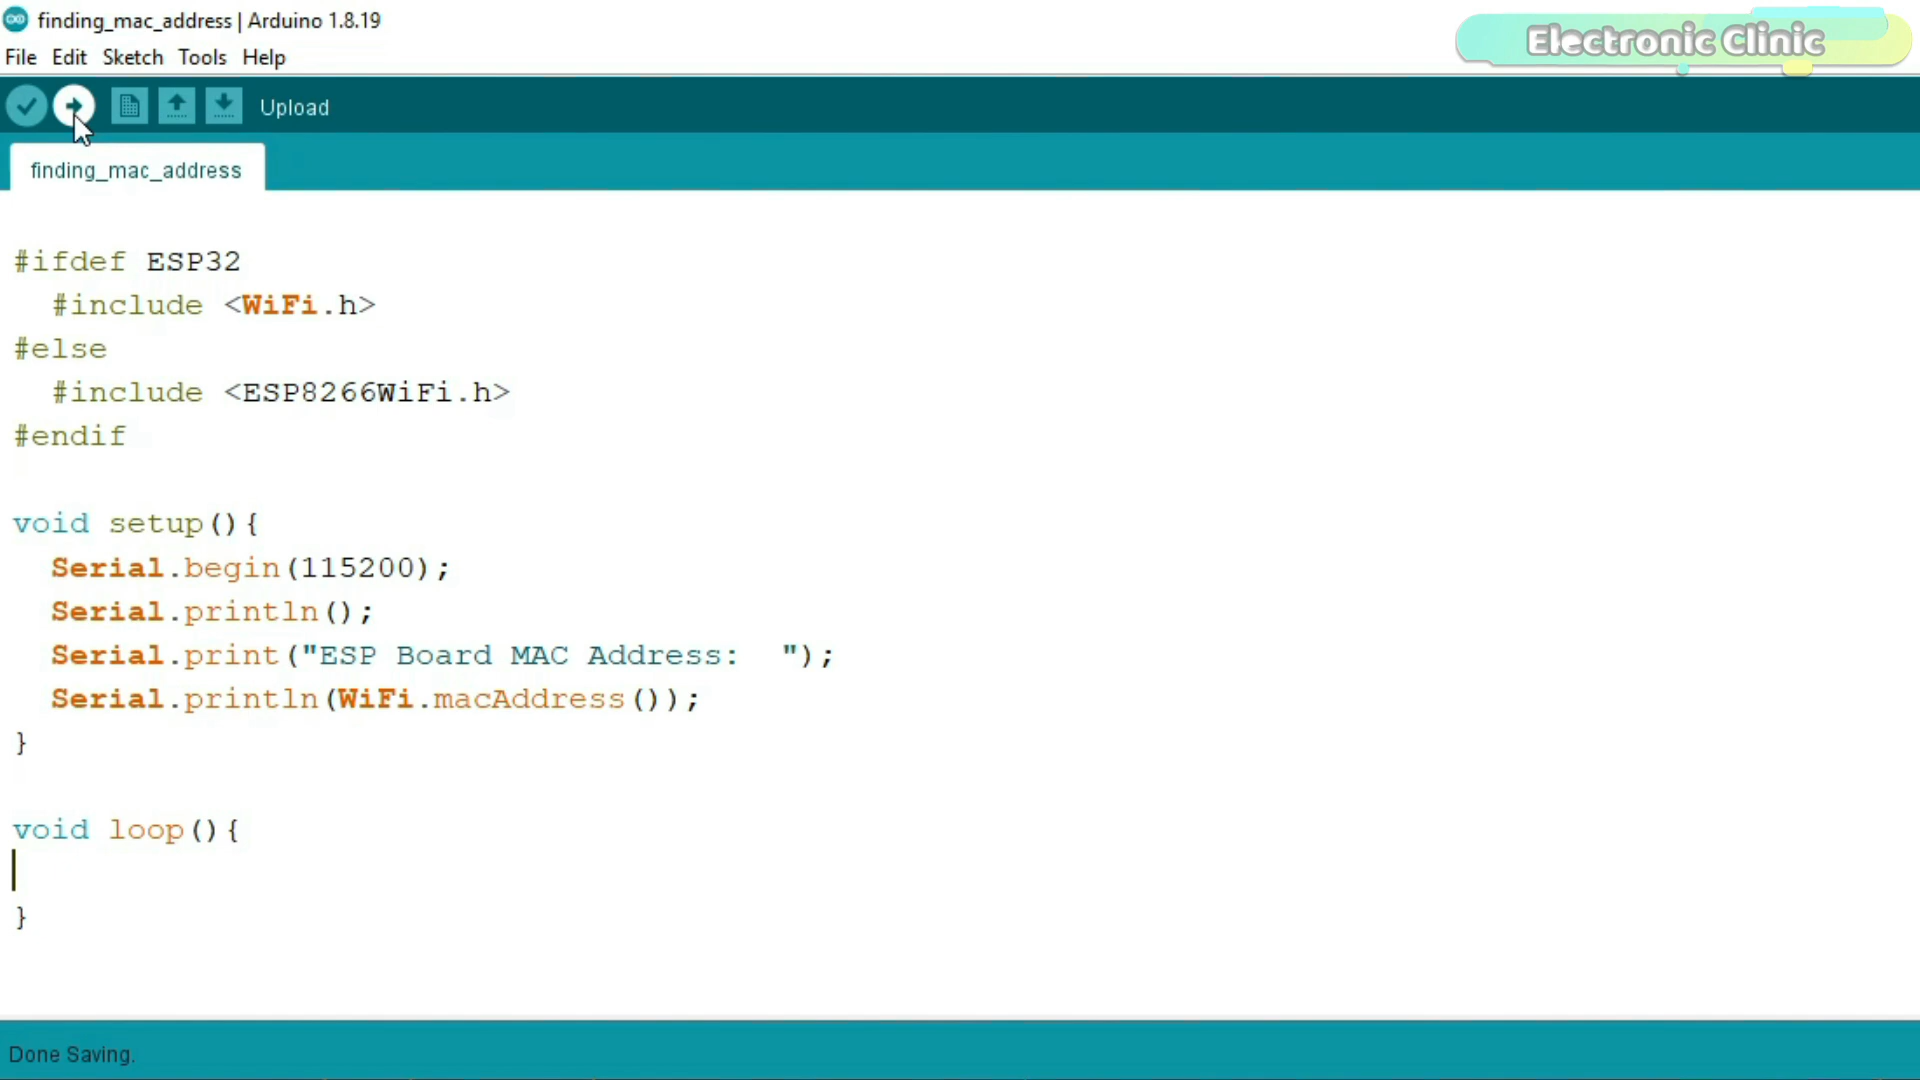 finding_mac_address | Arduino 1.8.19
Electronic Clinic
File Edit Sketch Tools Help
Upload
finding_mac_address
#ifdef ESP32
  #include <WiFi.h>
#else
  #include <ESP8266WiFi.h>
#endif
void setup(){
  Serial.begin(115200);
  Serial.println();
  Serial.print("ESP Board MAC Address:  ");
  Serial.println(WiFi.macAddress());
}
void loop(){
}
Done Saving.